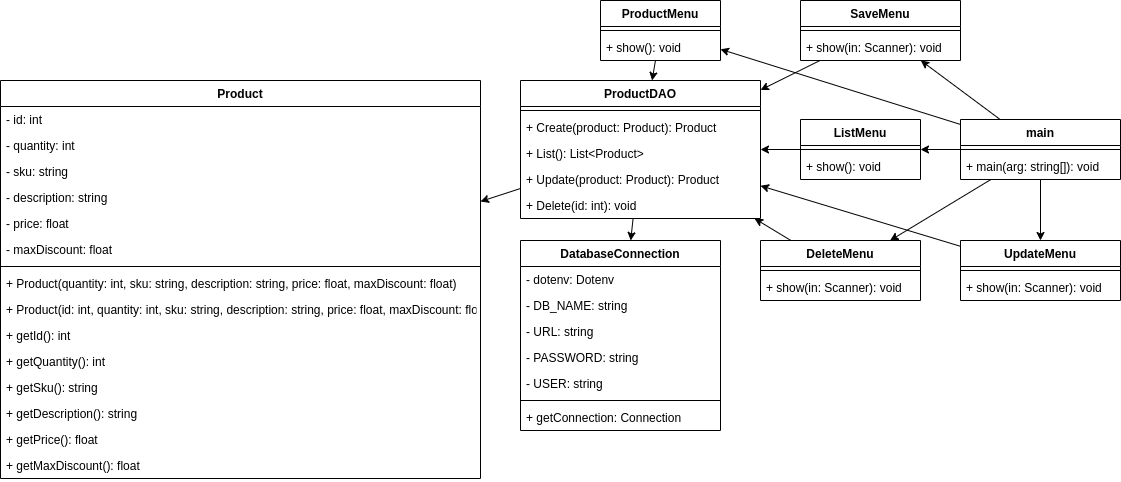 ProductMenu
+ show(): void
SaveMenu
+ show(in: Scanner): void
Product
- id: int
- quantity: int
- sku: string
- description: string
- price: float
- maxDiscount: float
+ Product(quantity: int, sku: string, description: string, price: float, maxDiscount: float)
+ Product(id: int, quantity: int, sku: string, description: string, price: float, maxDiscount: flo
+ getId(): int
+ getQuantity(): int
+ getSku(): string
+ getDescription(): string
+ getPrice(): float
+ getMaxDiscount(): float
ProductDAO
+ Create(product: Product): Product
+ List(): List<Product>
+ Update(product: Product): Product
+ Delete(id: int): void
ListMenu
+ show(): void
main
+ main(arg: string[]): void
DatabaseConnection
- dotenv: Dotenv
- DB_NAME: string
- URL: string
- PASSWORD: string
- USER: string
+ getConnection: Connection
DeleteMenu
+ show(in: Scanner): void
UpdateMenu
+ show(in: Scanner): void